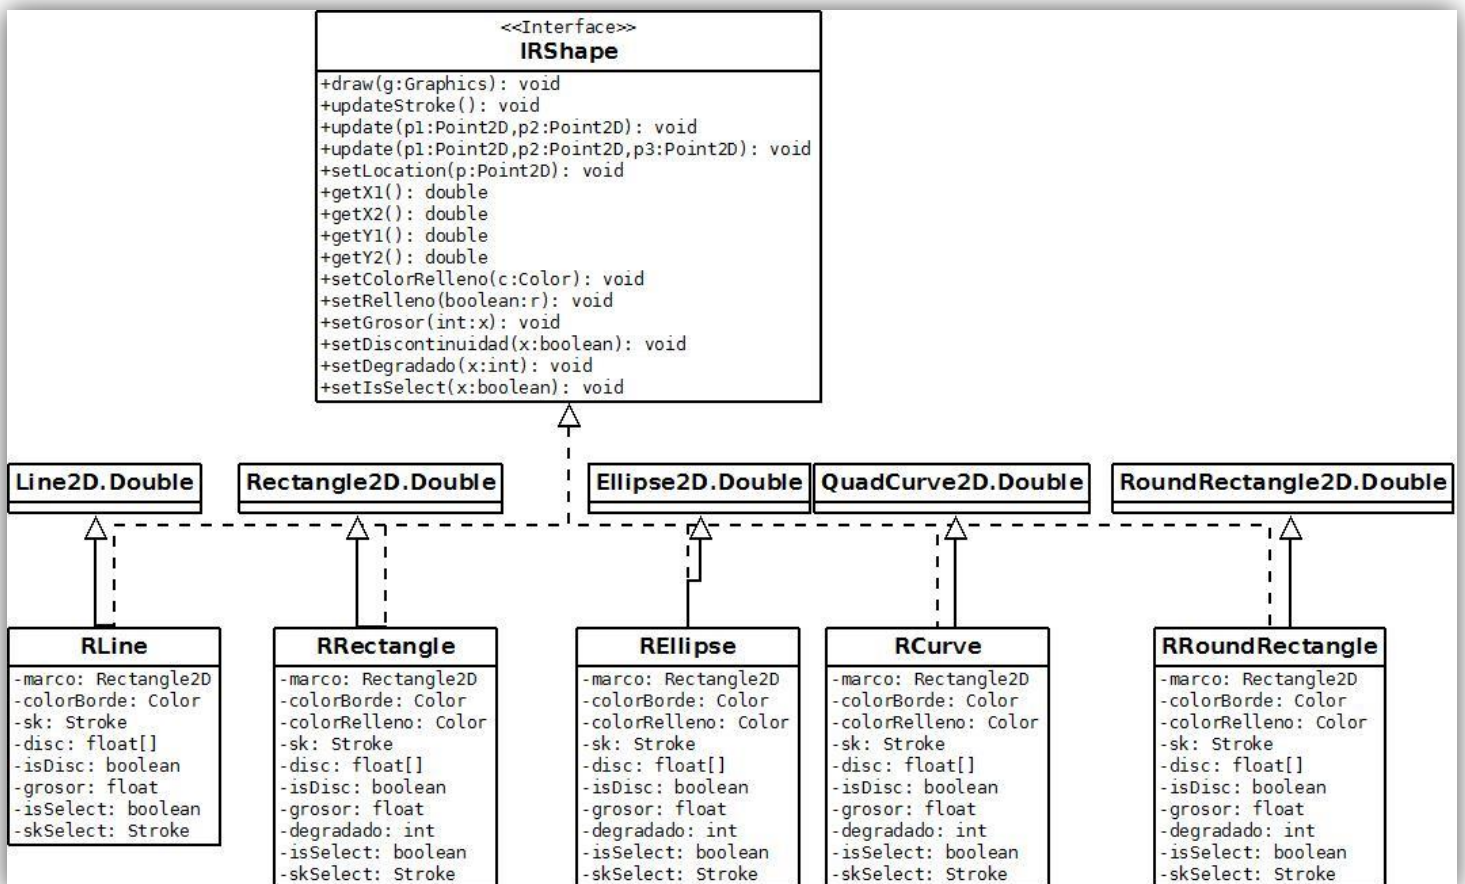 <<Interface>>
IRShape
+draw(g:Graphics): void
+updateStroke(): void
+update(p1:Point2D,p2:Point2D): void
+update(p1:Point2D,p2:Point2D,p3:Point2D): void
+setLocation(p:Point2D): void
+getX1(): double
+getX2(): double
+getY1(): double
+getY2(): double
+setColorRelleno(c:Color): void
+setRelleno(boolean:r): void
+setGrosor(int:x): void
+setDiscontinuidad(x:boolean): void
+setDegradado(x:int): void
+setIsSelect(x:boolean): void
Line2D.Double
Rectangle2D.Double
Ellipse2D.Double
QuadCurve2D.Double
RoundRectangle2D.Double
RLine
-marco: Rectangle2D
-colorBorde: Color
-sk: Stroke
-disc: float[]
-isDisc: boolean
-grosor: float
-isSelect: boolean
-skSelect: Stroke
RRectangle
-marco: Rectangle2D
-colorBorde: Color
-colorRelleno: Color
-sk: Stroke
-disc: float[]
-isDisc: boolean
-grosor: float
-degradado: int
-isSelect: boolean
-skSelect: Stroke
REllipse
-marco: Rectangle2D
-colorBorde: Color
-colorRelleno: Color
-sk: Stroke
-disc: float[]
-isDisc: boolean
-grosor: float
-degradado: int
-isSelect: boolean
-skSelect: Stroke
RCurve
-marco: Rectangle2D
-colorBorde: Color
-colorRelleno: Color
-sk: Stroke
-disc: float[]
-isDisc: boolean
-grosor: float
-degradado: int
-isSelect: boolean
-skSelect: Stroke
RRoundRectangle
-marco: Rectangle2D
-colorBorde: Color
-colorRelleno: Color
-sk: Stroke
-disc: float[]
-isDisc: boolean
-grosor: float
-degradado: int
-isSelect: boolean
-skSelect: Stroke